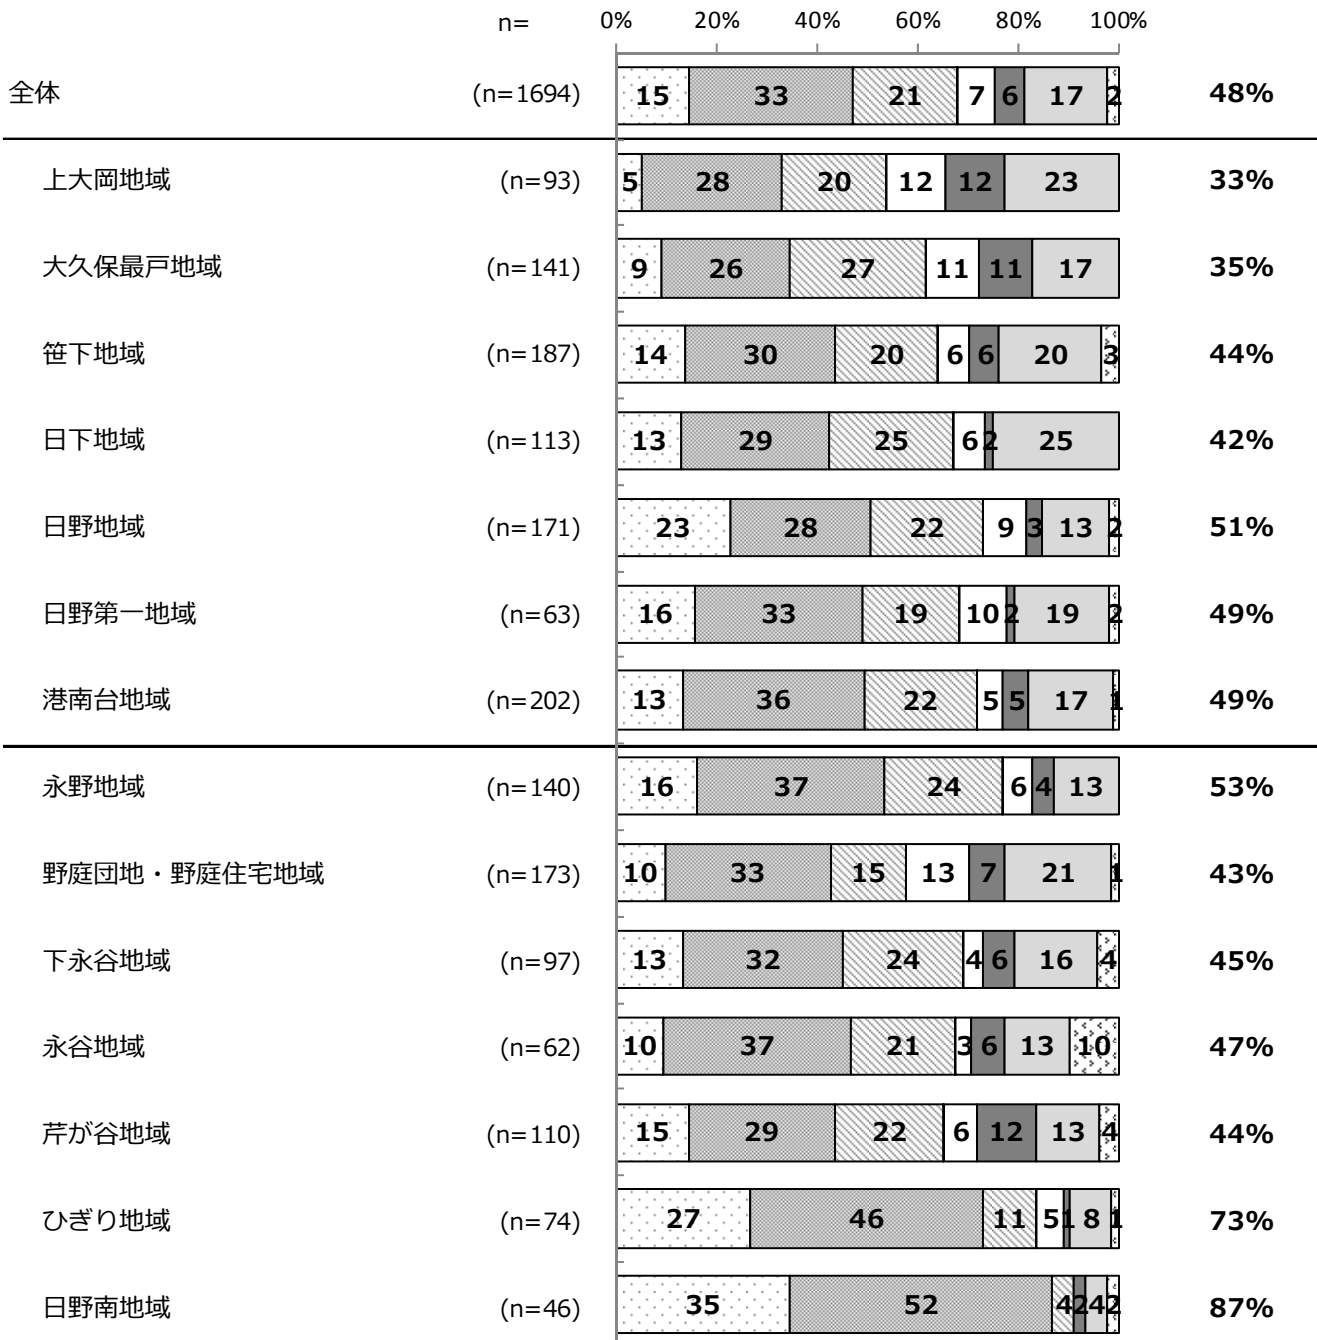 n= 0% 20% 40% 60% 80% 100%
全体 (n=1694) 15 33 21 7 6 17 2 48%
上大岡地域 (n=93) 5 28 20 12 12 23 33%
大久保最戸地域 (n=141) 9 26 27 11 11 17 35%
笹下地域 (n=187) 14 30 20 6 6 20 3 44%
日下地域 (n=113) 13 29 25 6 2 25 42%
日野地域 (n=171) 23 28 22 9 3 13 2 51%
日野第一地域 (n=63) 16 33 19 10 2 19 2 49%
港南台地域 (n=202) 13 36 22 5 5 17 1 49%
永野地域 (n=140) 16 37 24 6 4 13 53%
野庭団地・野庭住宅地域 (n=173) 10 33 15 13 7 21 1 43%
下永谷地域 (n=97) 13 32 24 4 6 16 4 45%
永谷地域 (n=62) 10 37 21 3 6 13 10 47%
芹が谷地域 (n=110) 15 29 22 6 12 13 4 44%
ひぎり地域 (n=74) 27 46 11 5 1 8 1 73%
日野南地域 (n=46) 35 52 4 2 4 2 87%